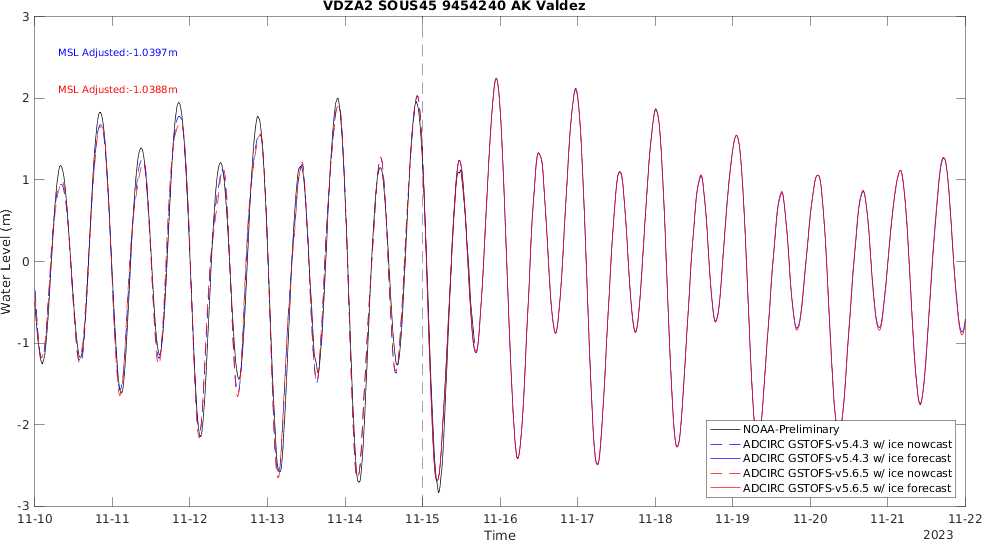 VDZA2 SOUS45 9454240 AK Valdez
3
MSL Adjusted:-1.0397m
MSL Adjusted:-1.0388m
2
1
0
-1
-2
-3
Water Level (m)
NOAA-Preliminary
ADCIRC GSTOFS-v5.4.3 w/ ice nowcast
ADCIRC GSTOFS-v5.4.3 w/ ice forecast
ADCIRC GSTOFS-v5.6.5 w/ ice nowcast
ADCIRC GSTOFS-v5.6.5 w/ ice forecast
11-10 11-11 11-12 11-13 11-14 11-15 11-16 11-17 11-18 11-19 11-20 11-21 11-22
Time
2023